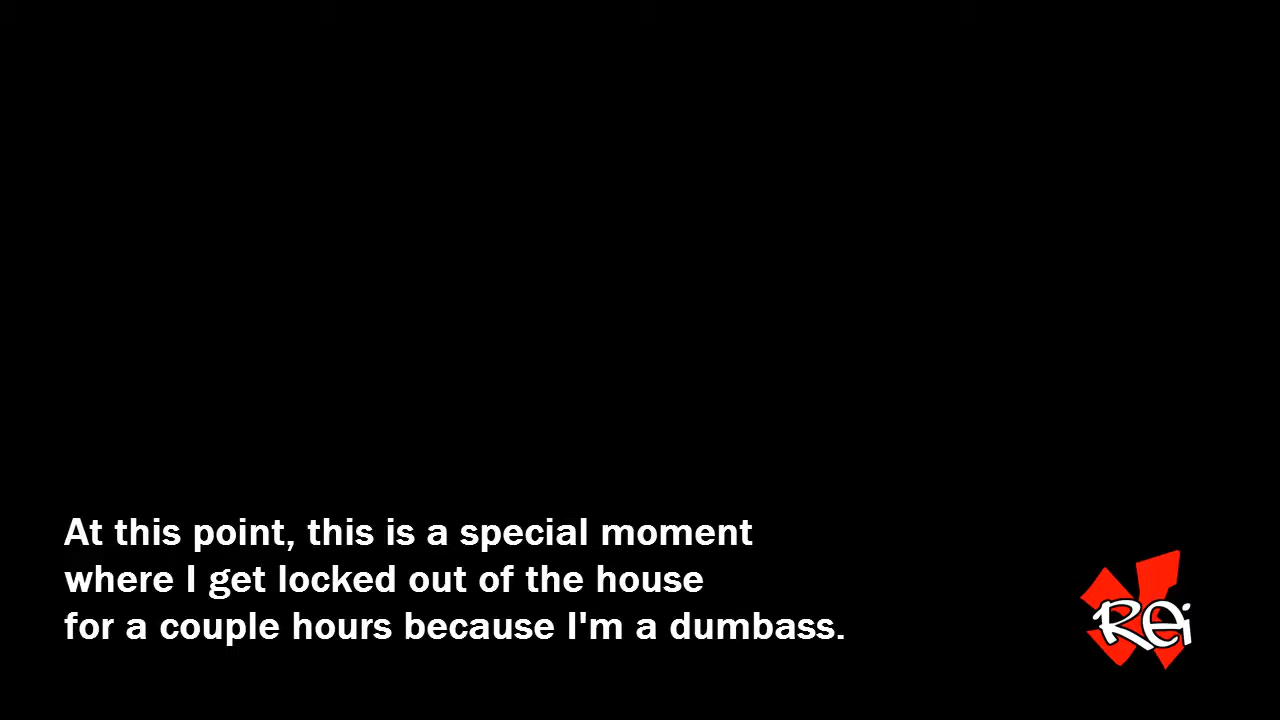 At this point, this is a special moment
where I get locked out of the house
for a couple hours because I'm a dumbass.
Rei